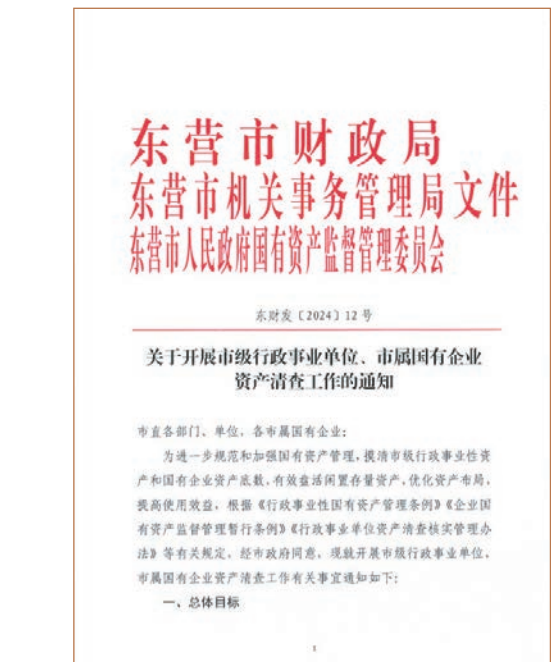 东营市财政局
东营市机关事务管理局文件
东营市人民政府国有资产监督管理委员会
东财发〔2024〕12号
关于开展市级行政事业单位、市属国有企业
资产清查工作的通知
市直各部门、单位，各市属国有企业：
为进一步规范和加强国有资产管理，摸清市级行政事业性资
产和国有企业资产底数，有效盘活闲置存量资产，优化资产布局，
提高使用效益，根据《行政事业性国有资产管理条例》《企业国
有资产监督管理暂行条例》《行政事业单位资产清查核实管理办
法》等有关规定，经市政府同意，现就开展市级行政事业单位、
市属国有企业资产清查工作有关事宜通知如下：
一、总体目标
1